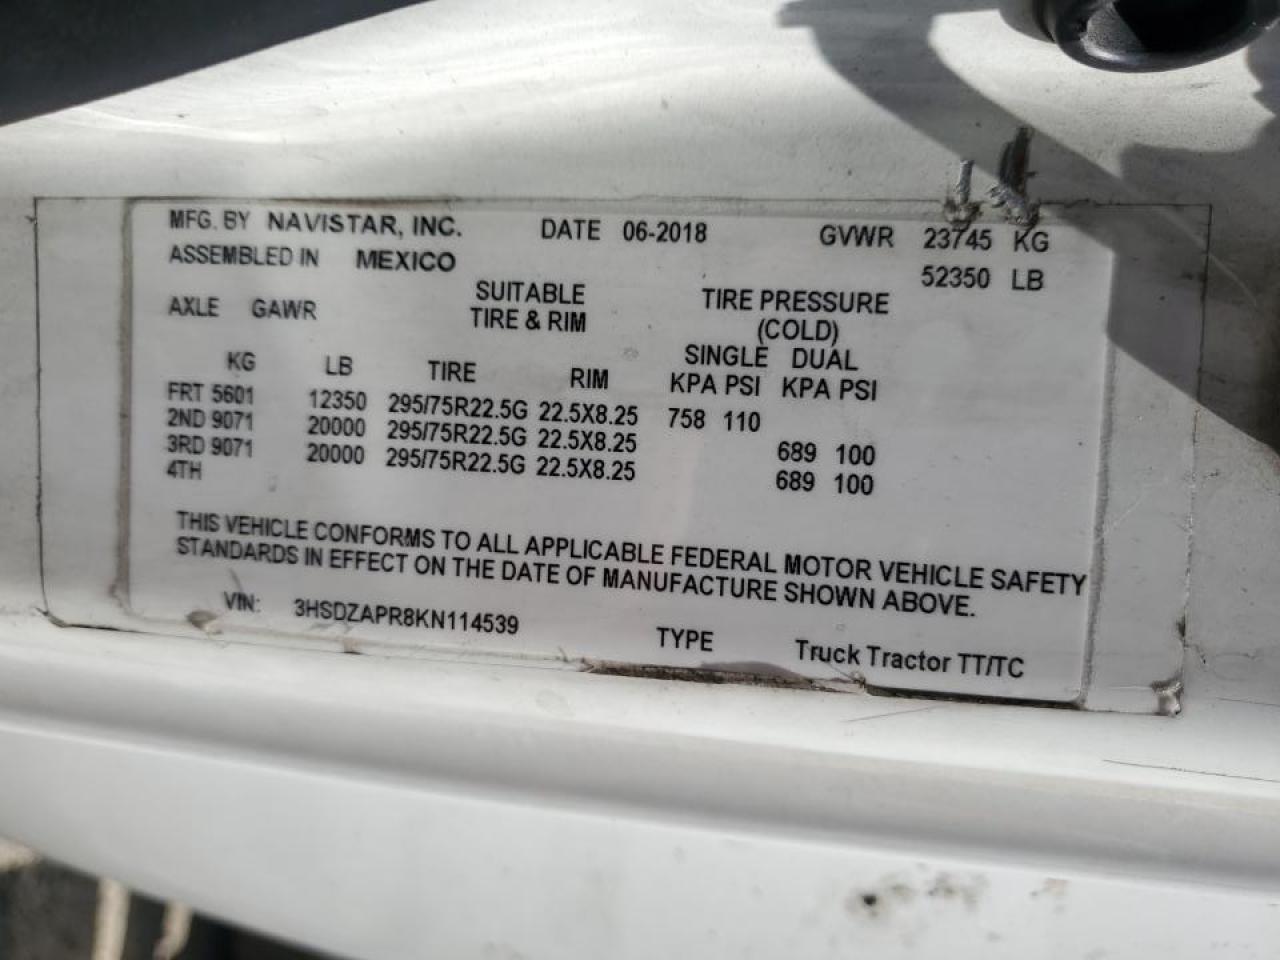 MFG. BY NAVISTAR, INC. DATE 06-2018 GVWR 23745 KG
ASSEMBLED IN MEXICO 52350 LB
AXLE GAWR SUITABLE TIRE PRESSURE
TIRE & RIM (COLD)
SINGLE DUAL
KG LB TIRE RIM KPA PSI KPA PSI
FRT 5601 12350 295/75R22.5G 22.5X8.25 758 110
2ND 9071 20000 295/75R22.5G 22.5X8.25 689 100
3RD 9071 20000 295/75R22.5G 22.5X8.25 689 100
4TH
THIS VEHICLE CONFORMS TO ALL APPLICABLE FEDERAL MOTOR VEHICLE SAFETY
STANDARDS IN EFFECT ON THE DATE OF MANUFACTURE SHOWN ABOVE.
VIN: 3HSDZAPR8KN114539 TYPE Truck Tractor TT/TC